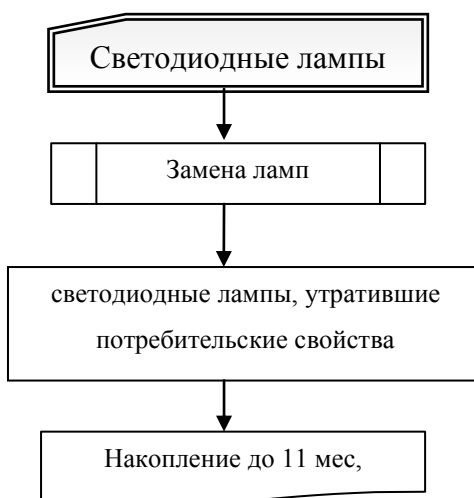 Светодиодные лампы
Замена ламп
светодиодные лампы, утратившие
потребительские свойства
Накопление до 11 мес,